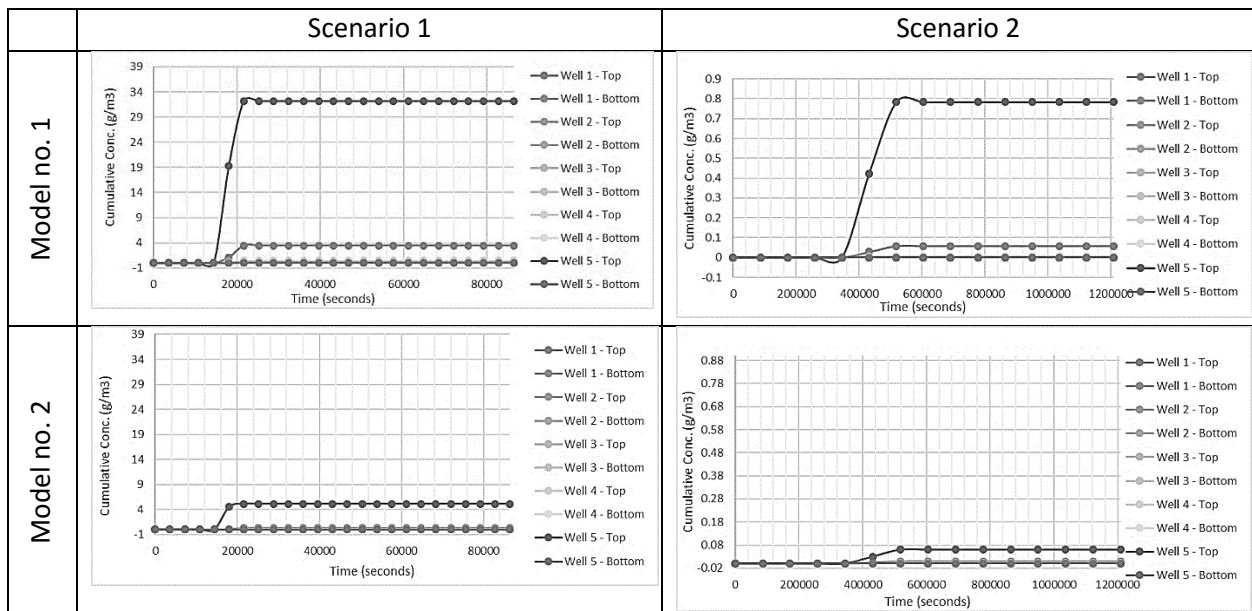 Scenario 1
Scenario 2
Model no. 1
Cumulative Conc. (g/m3)
39
34
29
24
19
14
9
4
-1
0
20000
40000
60000
80000
Time (seconds)
Well 1 - Top
Well 1 - Bottom
Well 2 - Top
Well 2 - Bottom
Well 3 - Top
Well 3 - Bottom
Well 4 - Top
Well 4 - Bottom
Well 5 - Top
Well 5 - Bottom
Cumulative Conc. (g/m3)
0.9
0.8
0.7
0.6
0.5
0.4
0.3
0.2
0.1
0
-0.1
0
200000
400000
600000
800000
1000000
1200000
Time (seconds)
Well 1 - Top
Well 1 - Bottom
Well 2 - Top
Well 2 - Bottom
Well 3 - Top
Well 3 - Bottom
Well 4 - Top
Well 4 - Bottom
Well 5 - Top
Well 5 - Bottom
Model no. 2
Cumulative Conc. (g/m3)
39
34
29
24
19
14
9
4
-1
0
20000
40000
60000
80000
Time (seconds)
Well 1 - Top
Well 1 - Bottom
Well 2 - Top
Well 2 - Bottom
Well 3 - Top
Well 3 - Bottom
Well 4 - Top
Well 4 - Bottom
Well 5 - Top
Well 5 - Bottom
Cumulative Conc. (g/m3)
0.88
0.78
0.68
0.58
0.48
0.38
0.28
0.18
0.08
-0.02
0
200000
400000
600000
800000
1000000
1200000
Time (seconds)
Well 1 - Top
Well 1 - Bottom
Well 2 - Top
Well 2 - Bottom
Well 3 - Top
Well 3 - Bottom
Well 4 - Top
Well 4 - Bottom
Well 5 - Top
Well 5 - Bottom